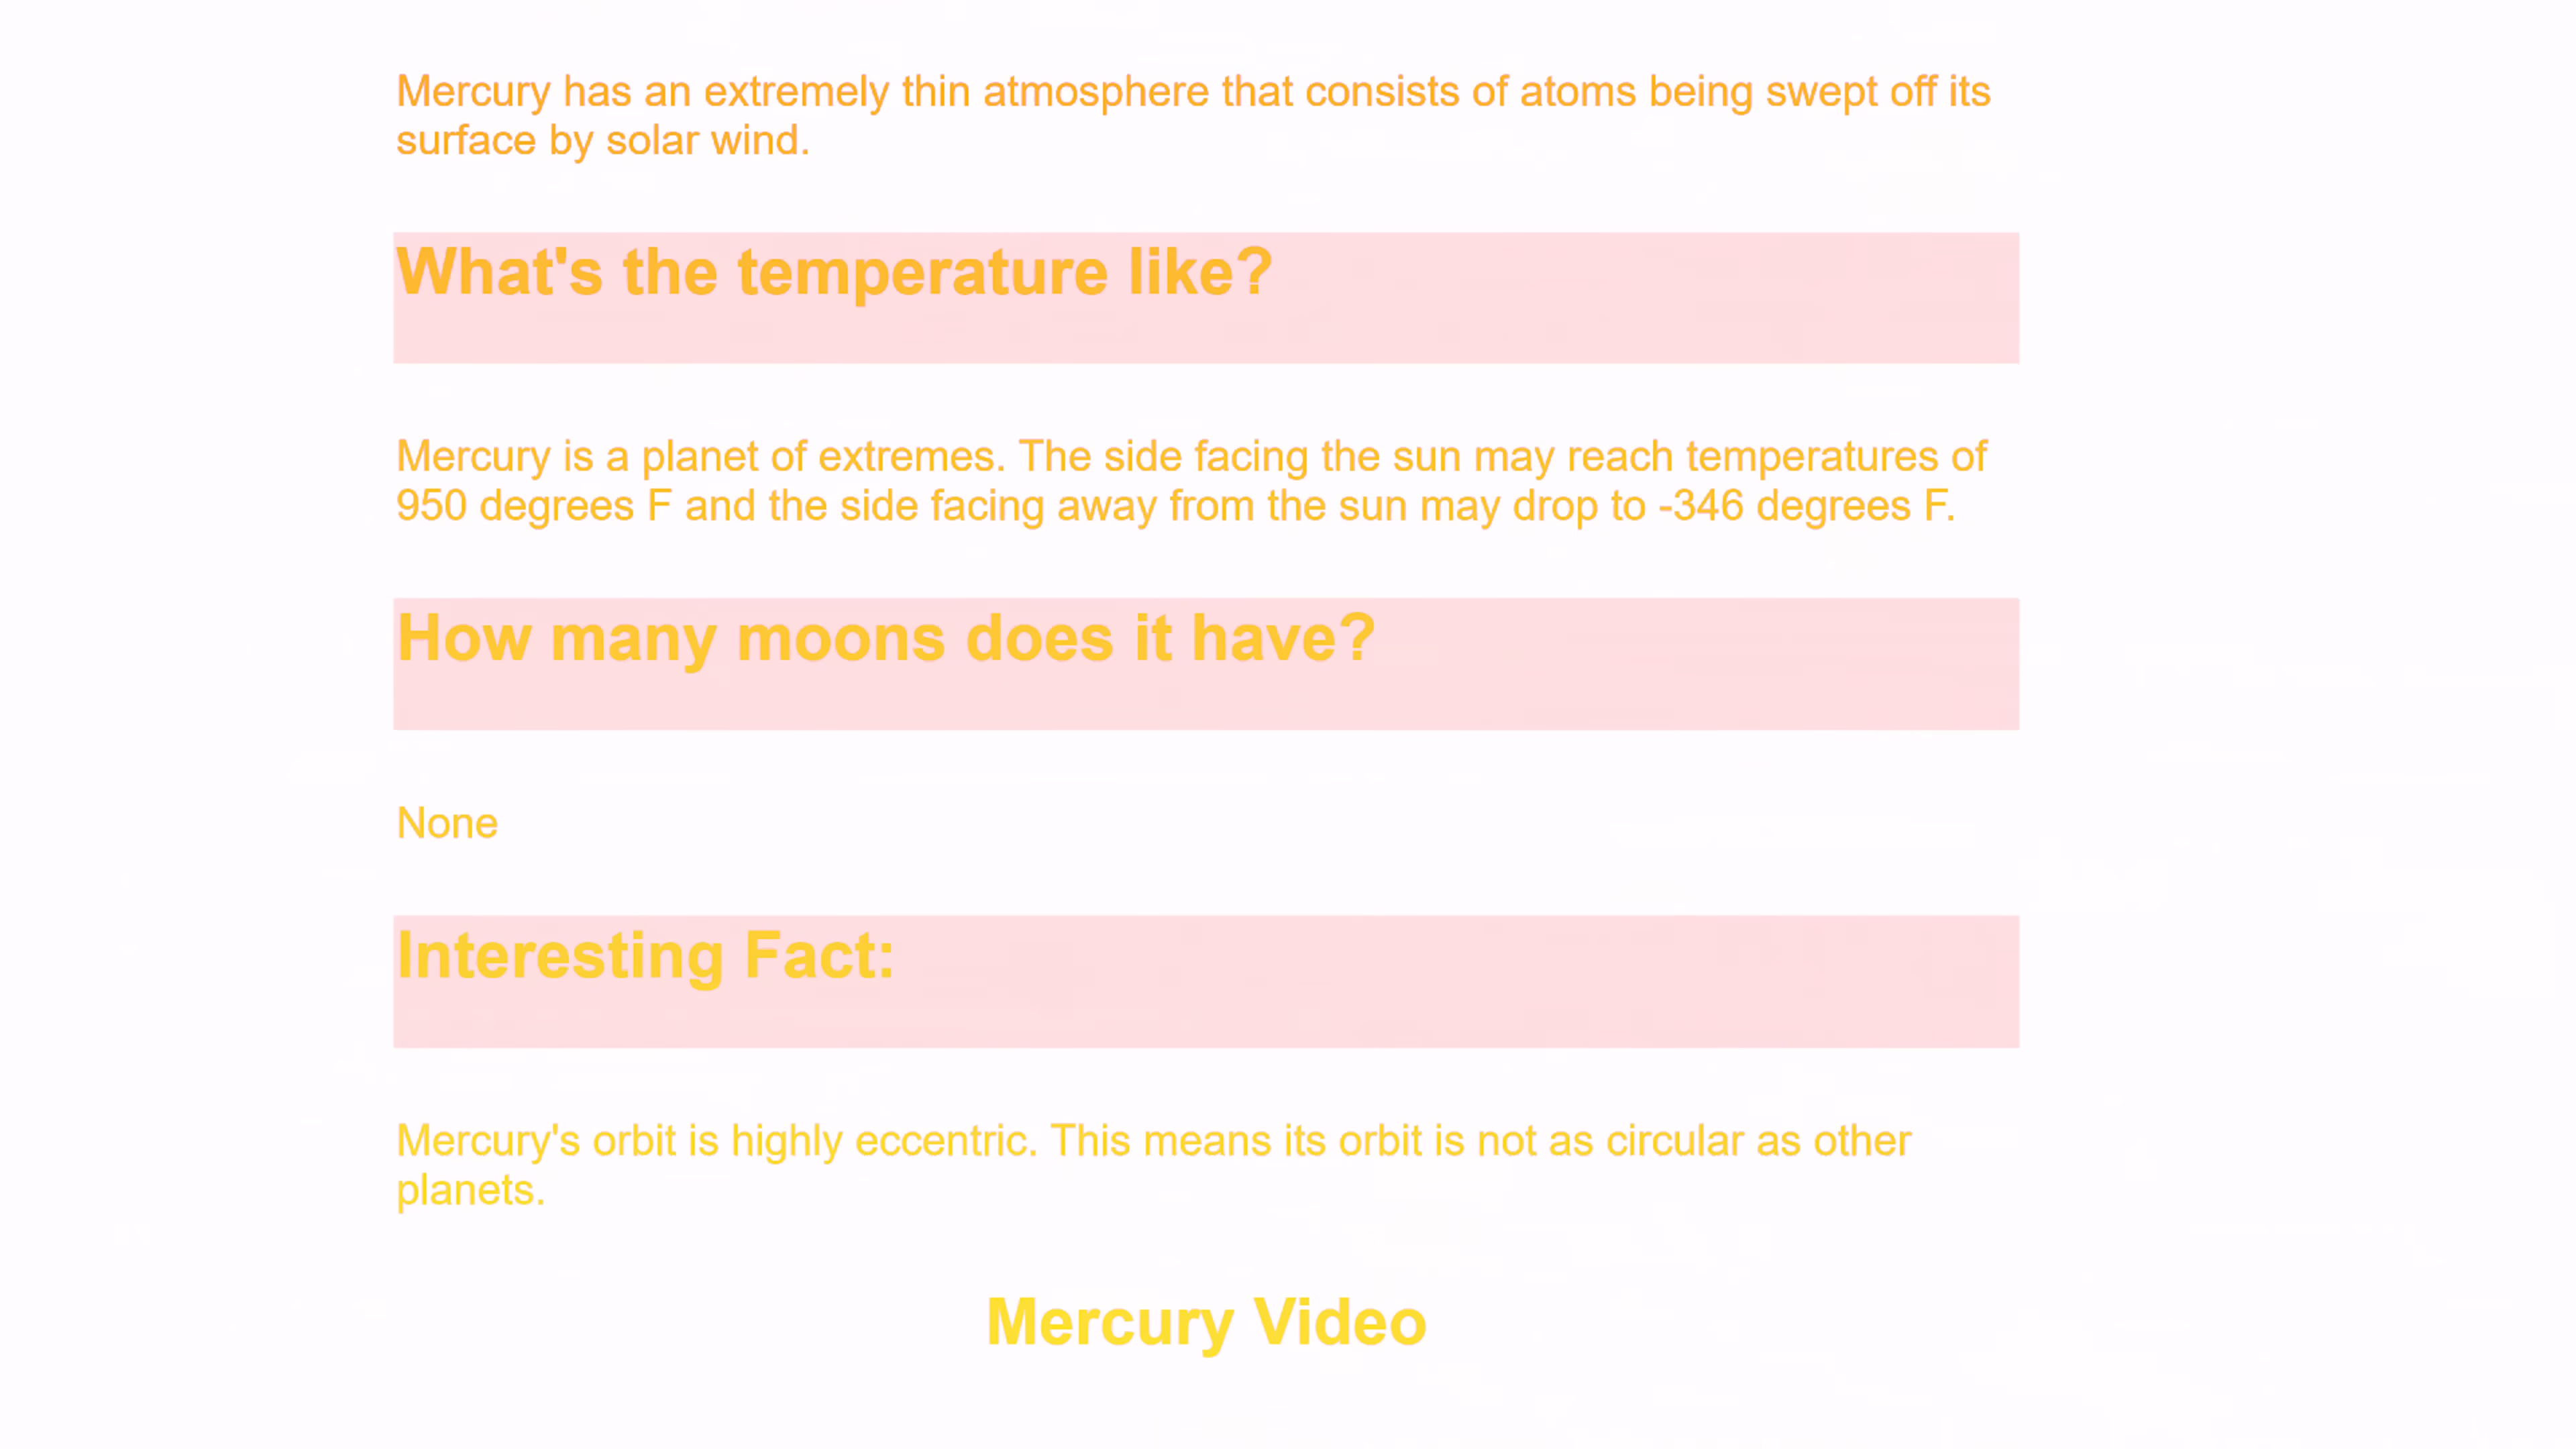 Mercury has an extremely thin atmosphere that consists of atoms being swept off its
surface by solar wind.
What's the temperature like?
Mercury is a planet of extremes. The side facing the sun may reach temperatures of
950 degrees F and the side facing away from the sun may drop to -346 degrees F.
How many moons does it have?
None
Interesting Fact:
Mercury's orbit is highly eccentric. This means its orbit is not as circular as other
planets.
Mercury Video